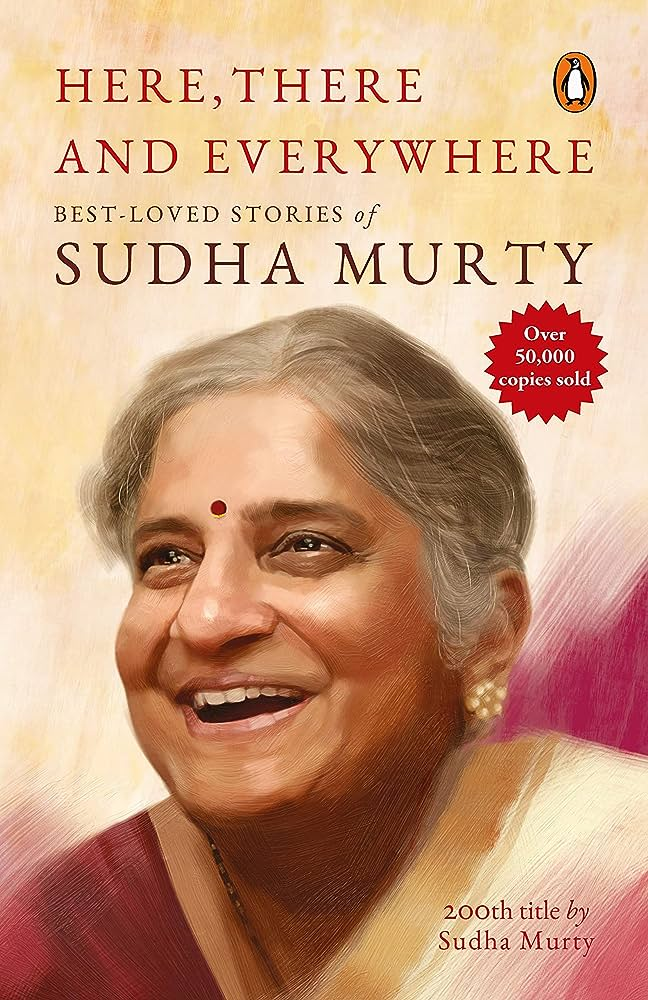 HERE, THERE
AND EVERYWHERE
BEST-LOVED STORIES of
SUDHA MURTY
Over
50,000
copies sold
200th title by
Sudha Murty